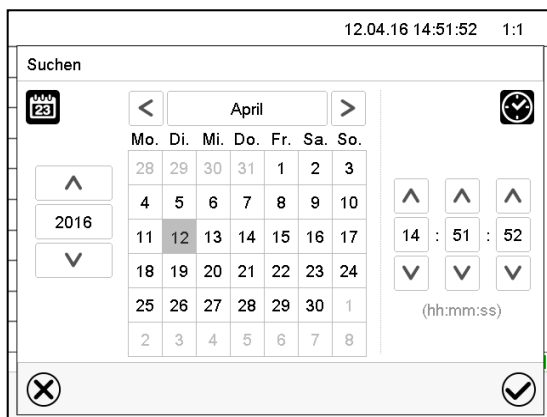 12.04.16 14:51:52 1:1
Suchen
23
< April >
Mo. Di. Mi. Do. Fr. Sa. So.
28 29 30 31 1 2 3
4 5 6 7 8 9 10
2016
11 12 13 14 15 16 17
14 : 51 : 52
18 19 20 21 22 23 24
25 26 27 28 29 30 1
(hh:mm:ss)
2 3 4 5 6 7 8